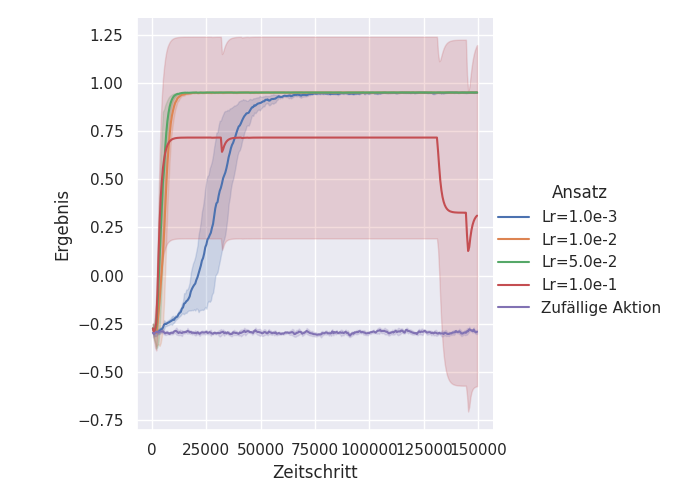 1.25
1.00
0.75
0.50
0.25
0.00
−0.25
−0.50
−0.75
Ergebnis
0 25000 50000 75000 100000 125000 150000
Zeitschritt
Ansatz
Lr=1.0e-3
Lr=1.0e-2
Lr=5.0e-2
Lr=1.0e-1
Zufällige Aktion